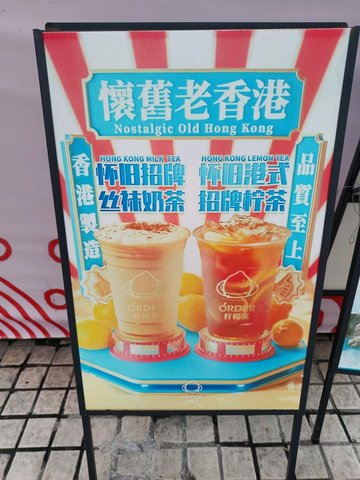 懷舊老香港
Nostalgic Old Hong Kong
香港製造
HONG KONG MILK TEA
怀旧招牌
丝袜奶茶
HONG KONG LEMON TEA
怀旧港式
招牌柠茶
品質至上
ORDER
ORDER